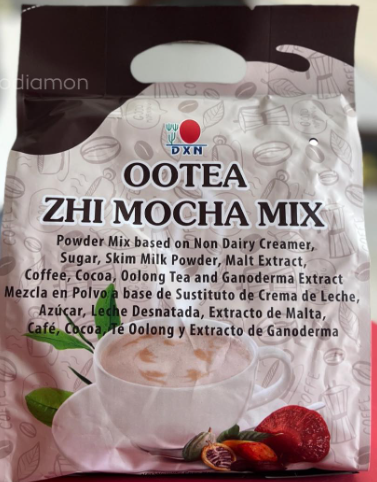 odiamon
DXN
OOTEA
ZHI MOCHA MIX
Powder Mix based on Non Dairy Creamer,
Sugar, Skim Milk Powder, Malt Extract,
Coffee, Cocoa, Oolong Tea and Ganoderma Extract
Mezcla en Polvo a base de Sustituto de Crema de Leche,
Azúcar, Leche Desnatada, Extracto de Malta,
Café, Cocoa, Té Oolong y Extracto de Ganoderma